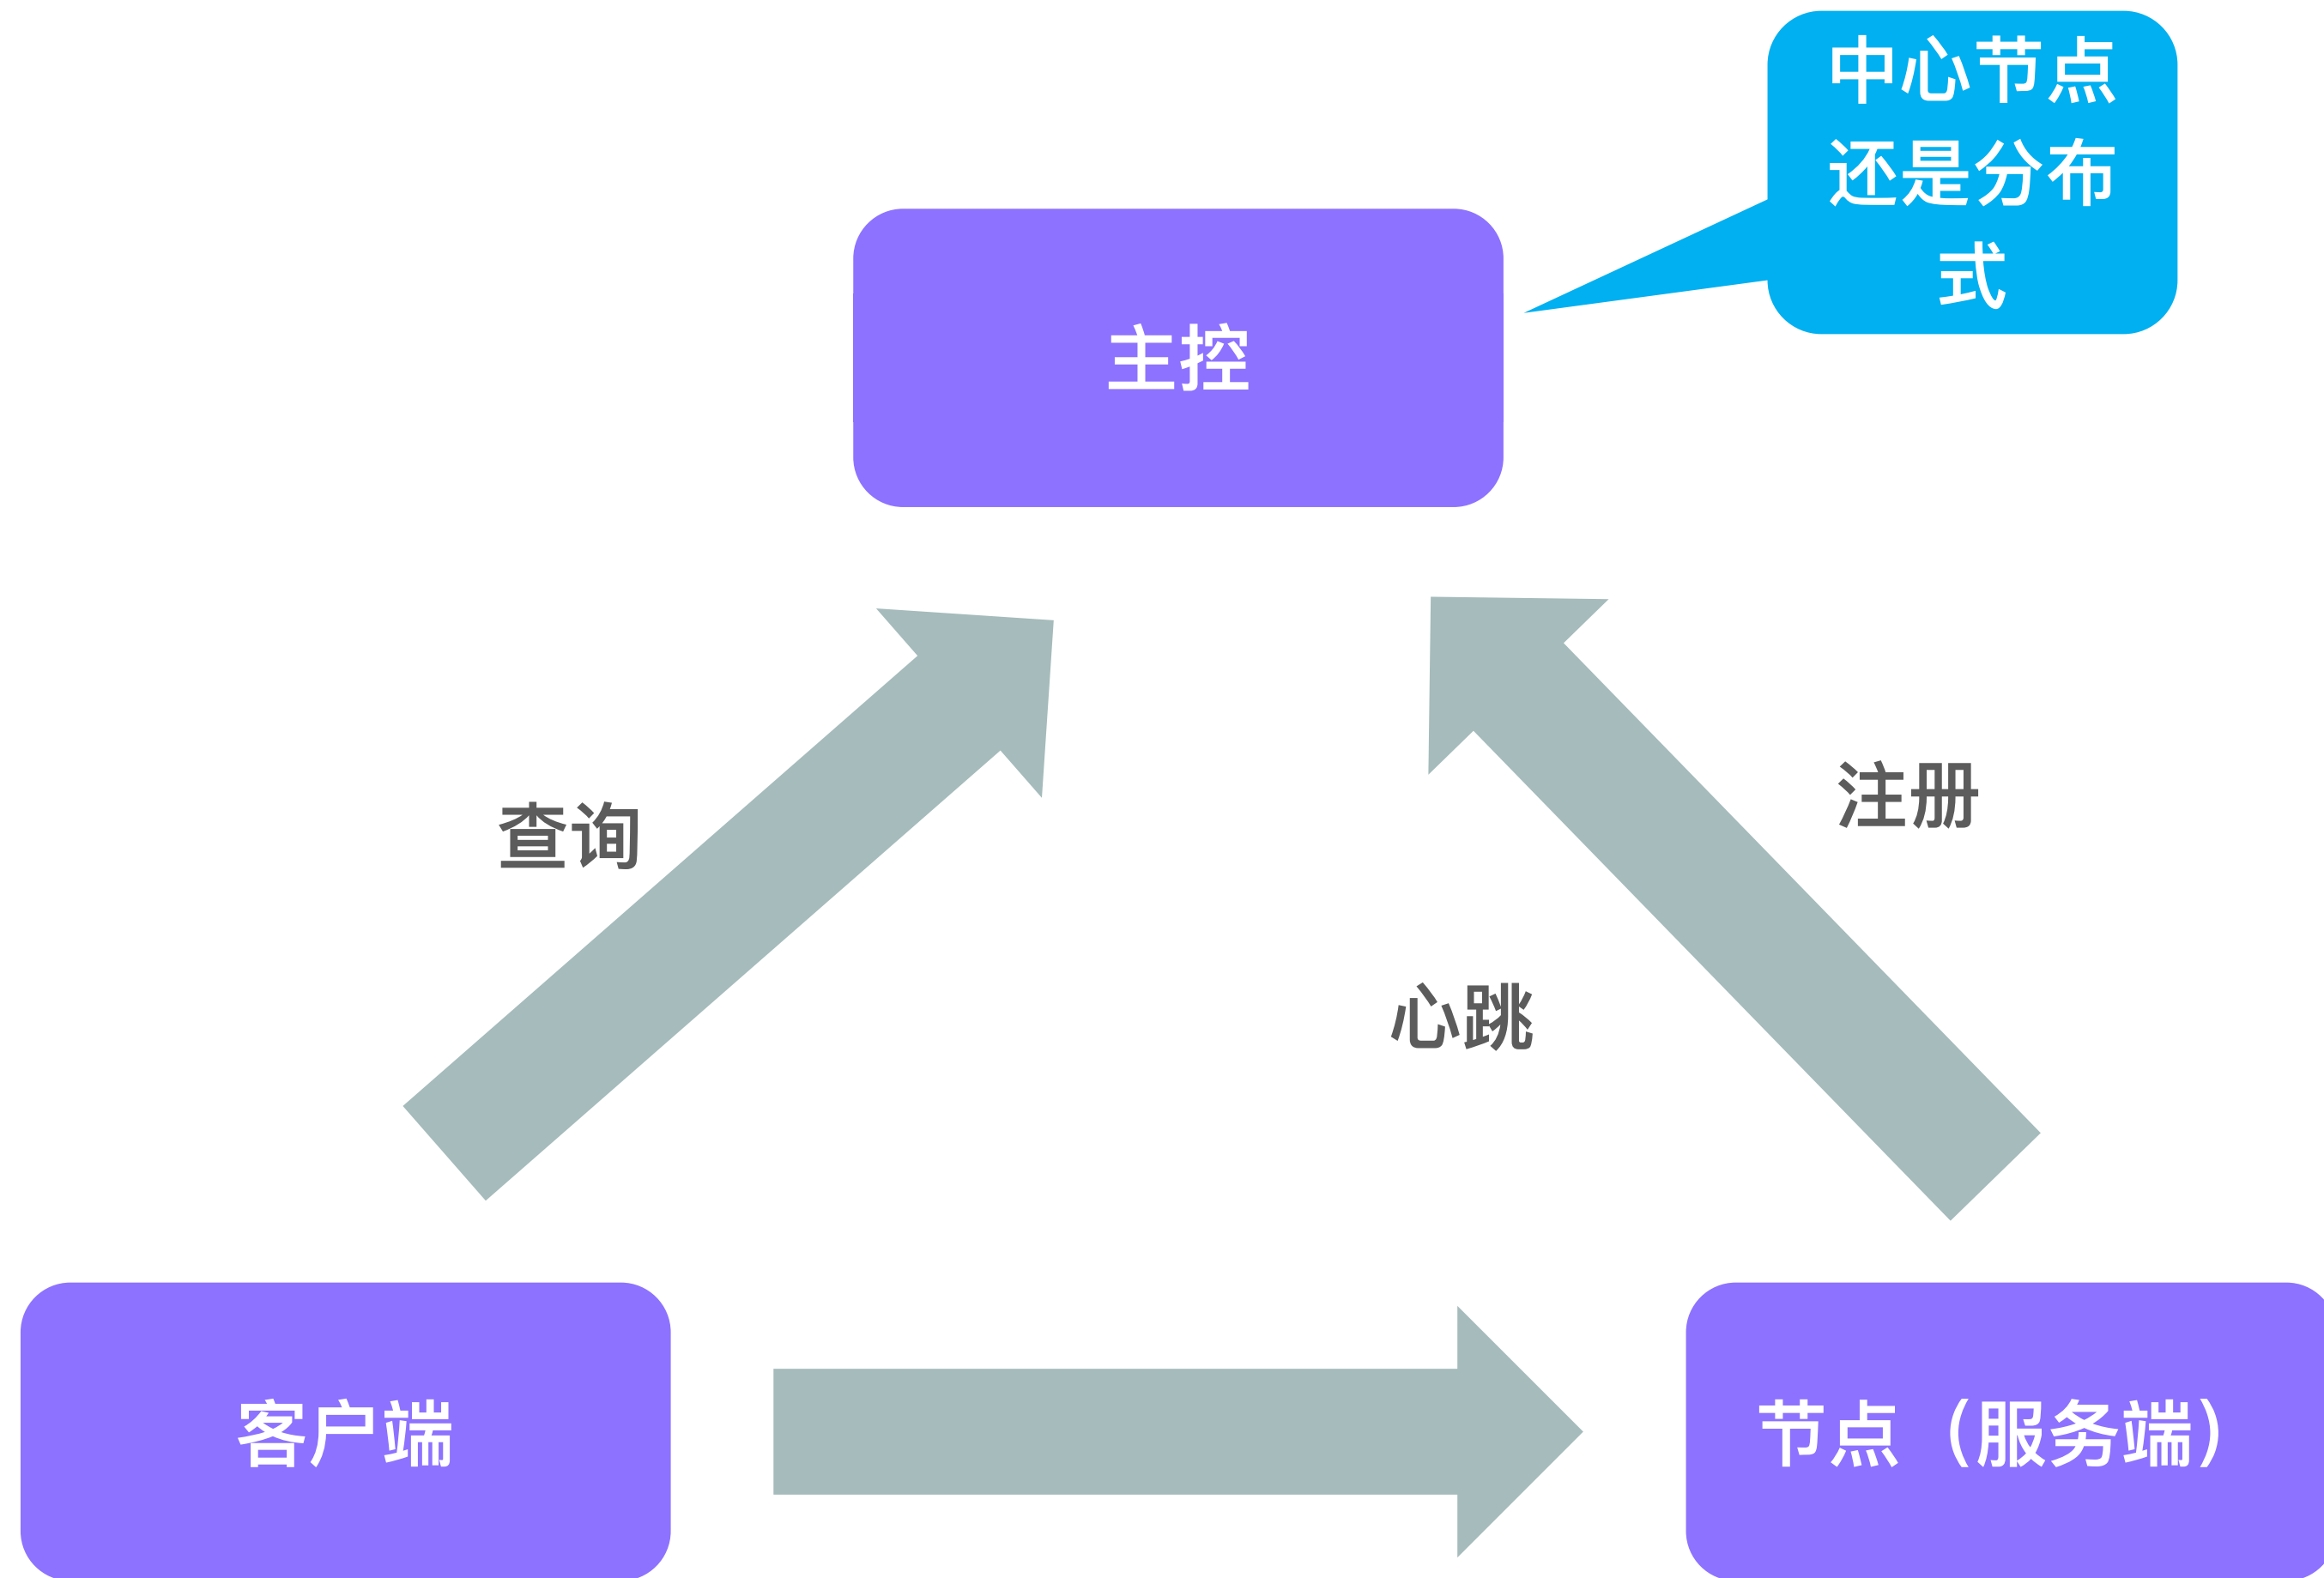 中心节点
还是分布
式
主控
查询
注册
心跳
客户端
节点（服务端）